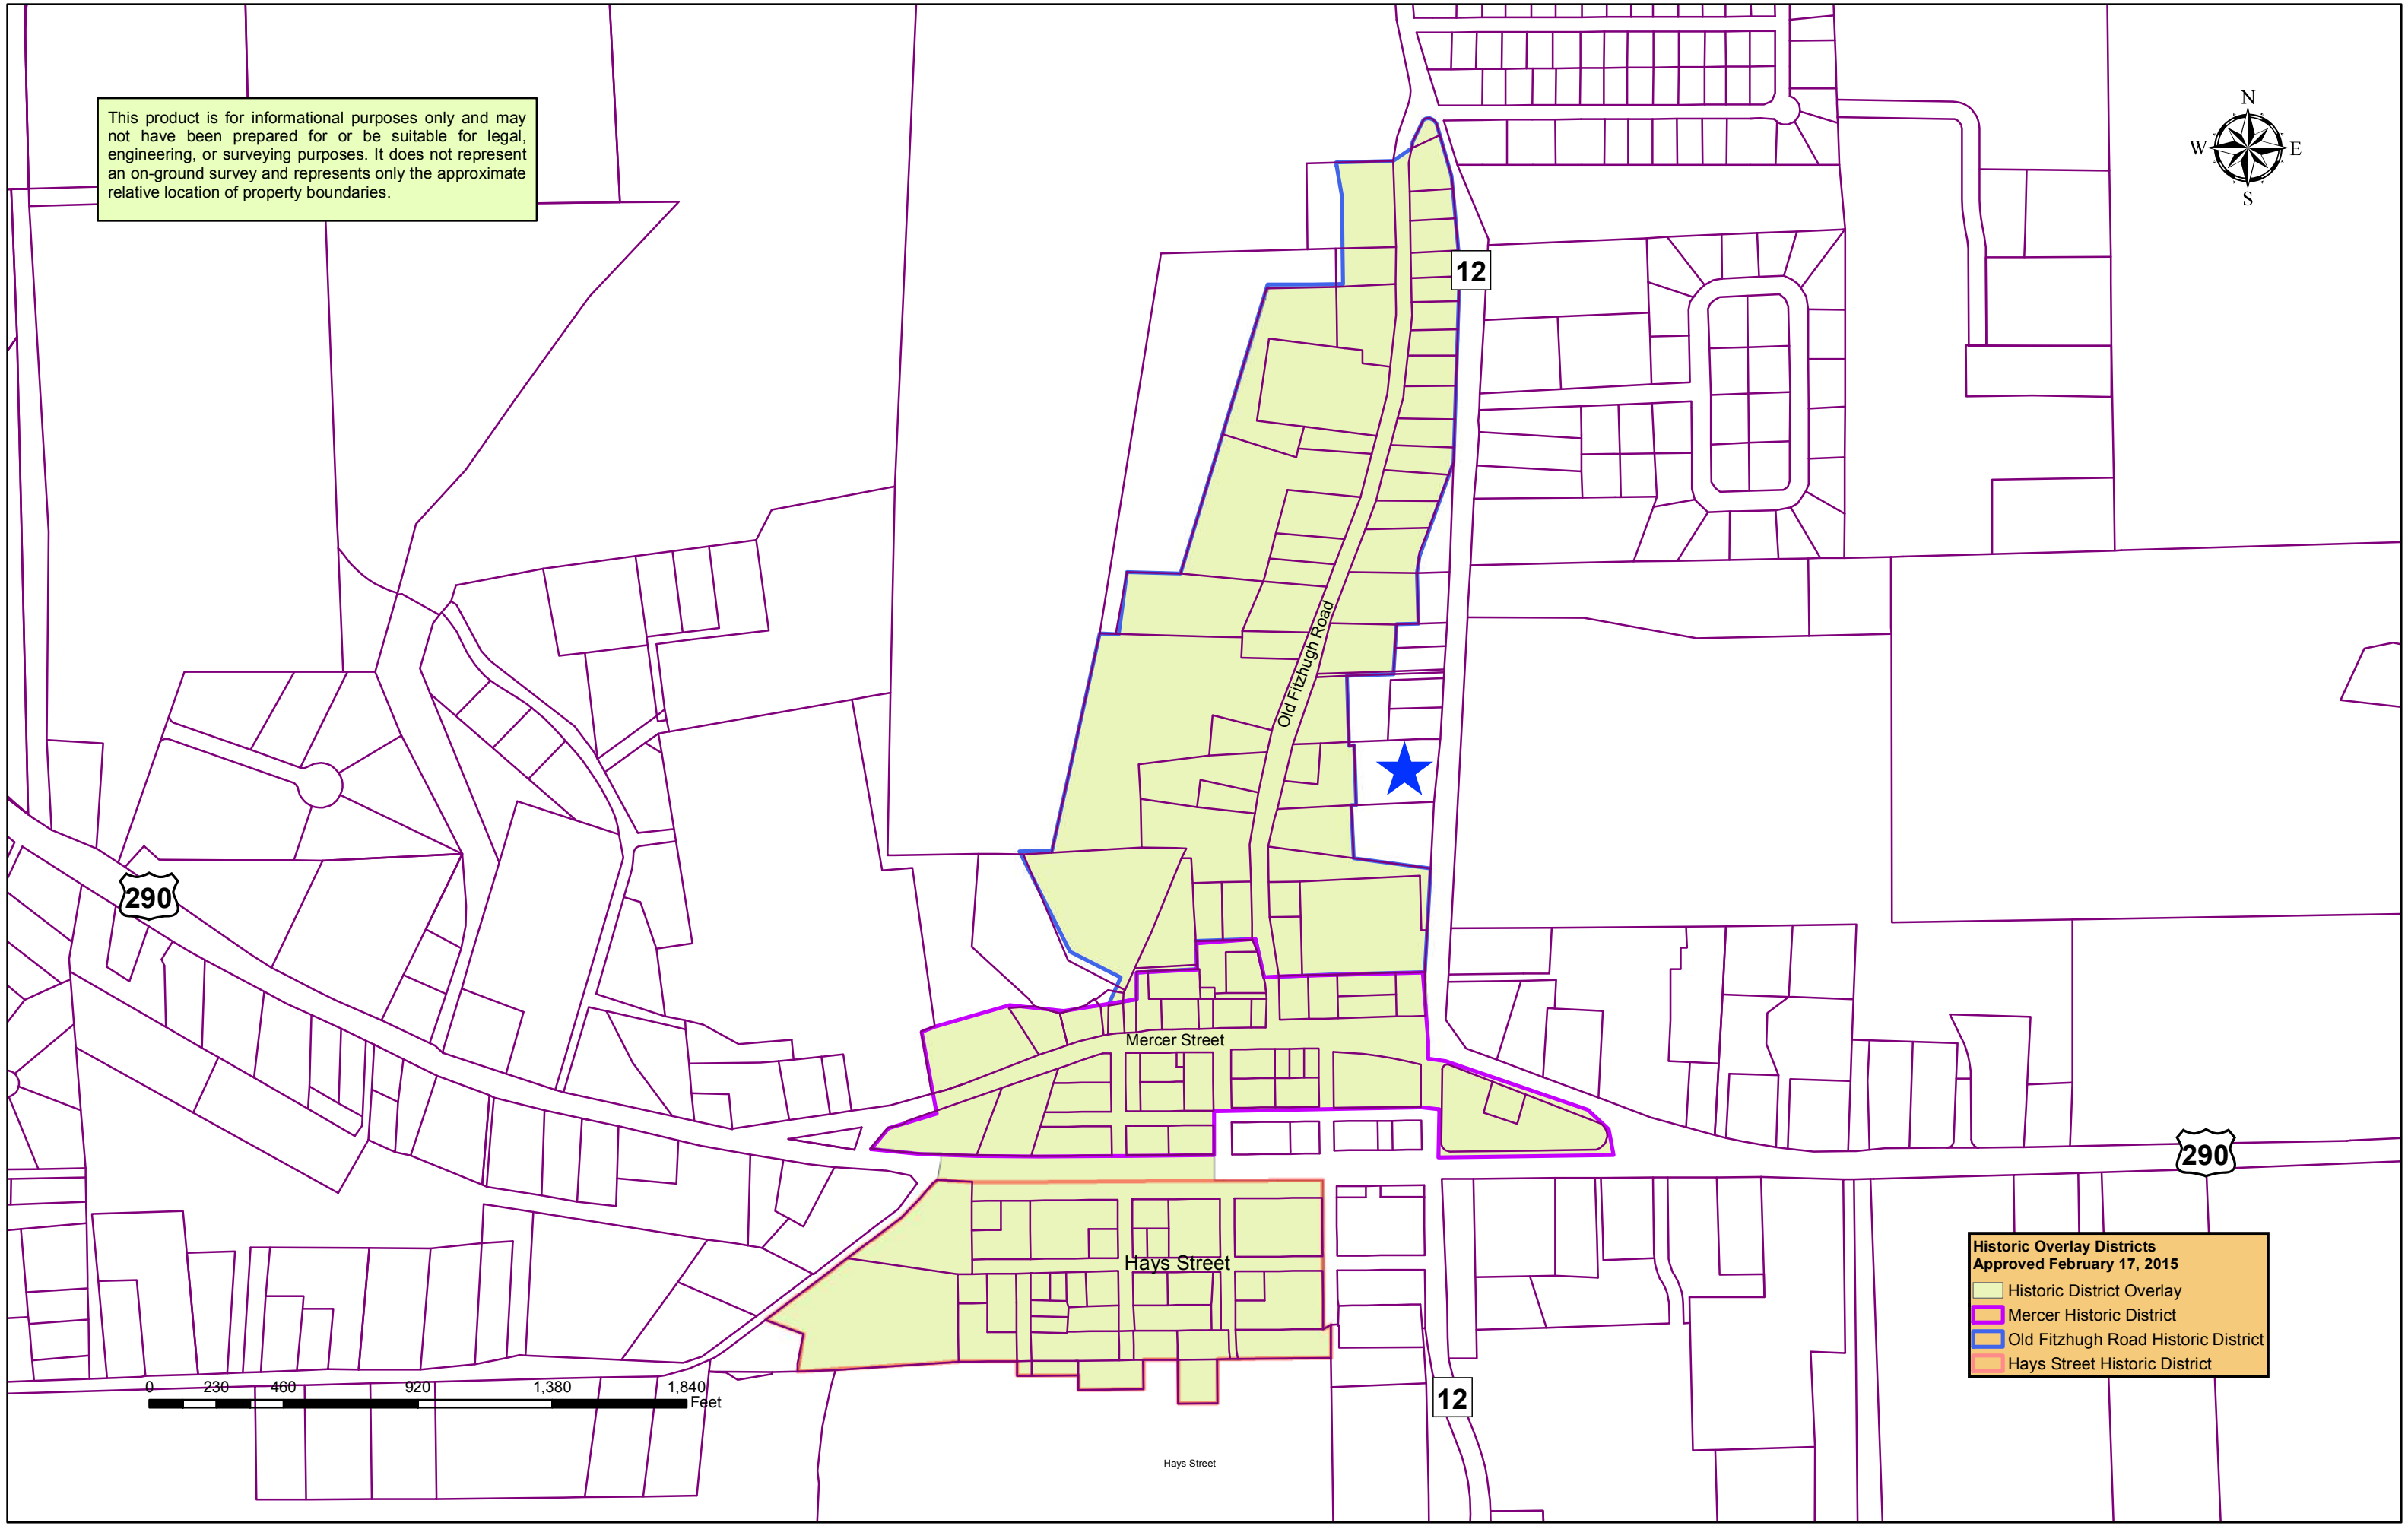 This product is for informational purposes only and may
not have been prepared for or be suitable for legal,
engineering, or surveying purposes. It does not represent
an on-ground survey and represents only the approximate
relative location of property boundaries.
N
W E
S
12
Old Fitzhugh Road
290
Mercer Street
290
Hays Street
Historic Overlay Districts
Approved February 17, 2015
Historic District Overlay
Mercer Historic District
Old Fitzhugh Road Historic District
Hays Street Historic District
0 230 460 920 1,380 1,840
Feet
12
Hays Street